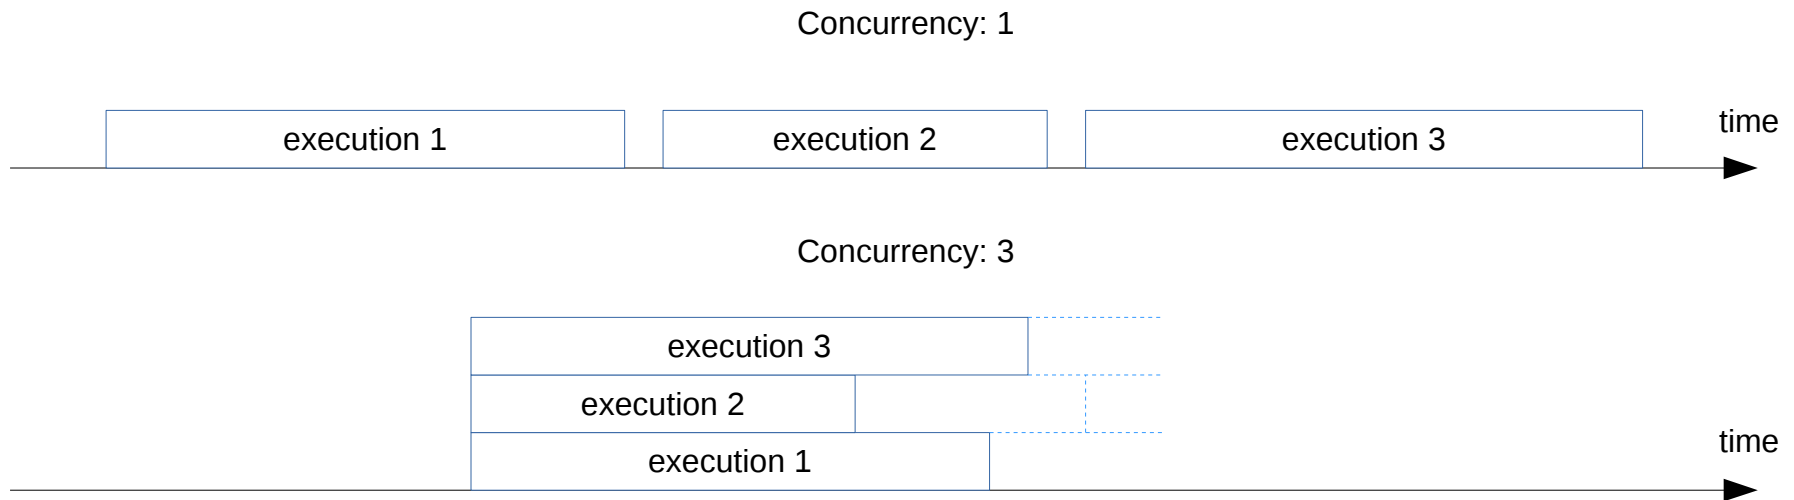 Concurrency: 1
time
execution 1
execution 2
execution 3
Concurrency: 3
execution 3
execution 2
time
execution 1